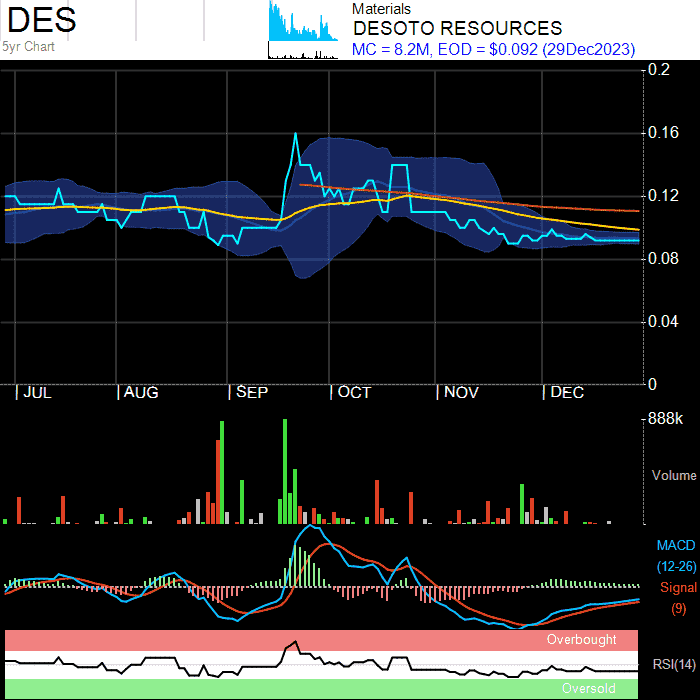 DES
5yr Chart
Materials
DESOTO RESOURCES
MC = 8.2M, EOD = $0.092 (29Dec2023)
0.2
0.16
0.12
0.08
0.04
0
JUL AUG SEP OCT NOV DEC
888k
Volume
MACD
(12-26)
Signal
(9)
Overbought
RSI(14)
Oversold